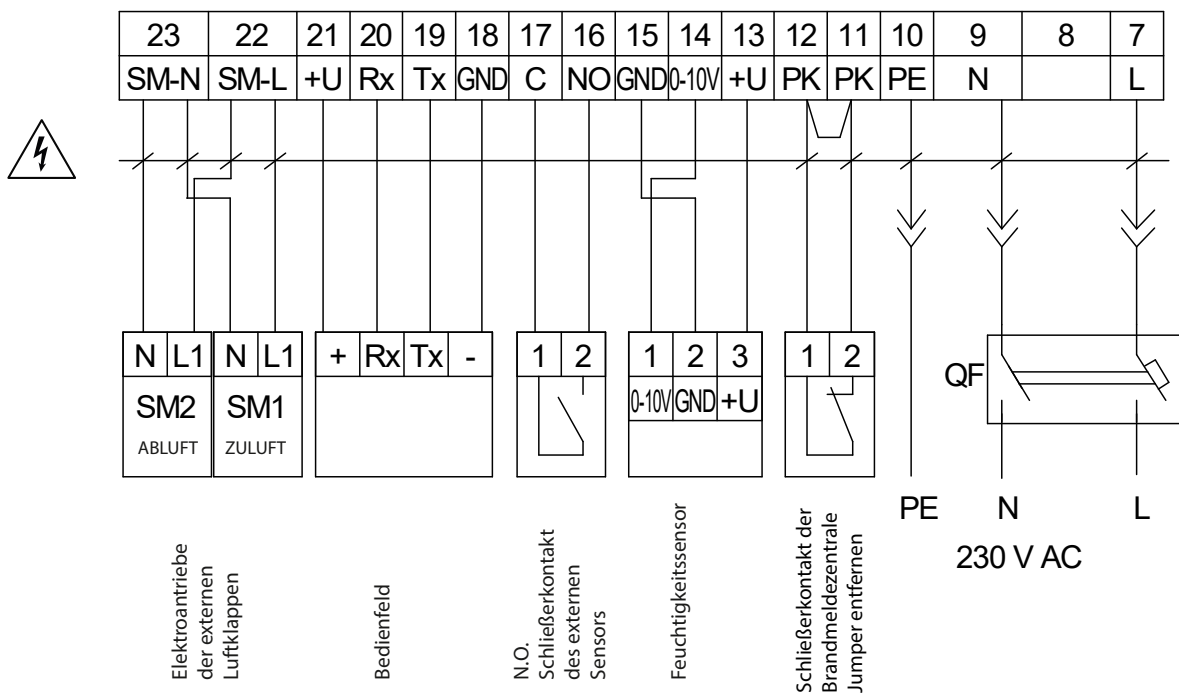 23 22 21 20 19 18 17 16 15 14 13 12 11 10 9 8 7
SM-N SM-L +U Rx Tx GND C NO GND 0-10V +U PK PK PE N L
N L1 N L1 + Rx Tx - 1 2 1 2 3 1 2
SM2 SM1 0-10V GND +U
ABLUFT ZULUFT
QF
PE N L
230 V AC
Elektroantriebe
der externen
Luftklappen
Bedienfeld
N.O.
Schließerkontakt
des externen
Sensors
Feuchtigkeitssensor
Schließerkontakt der
Brandmeldezentrale
Jumper entfernen